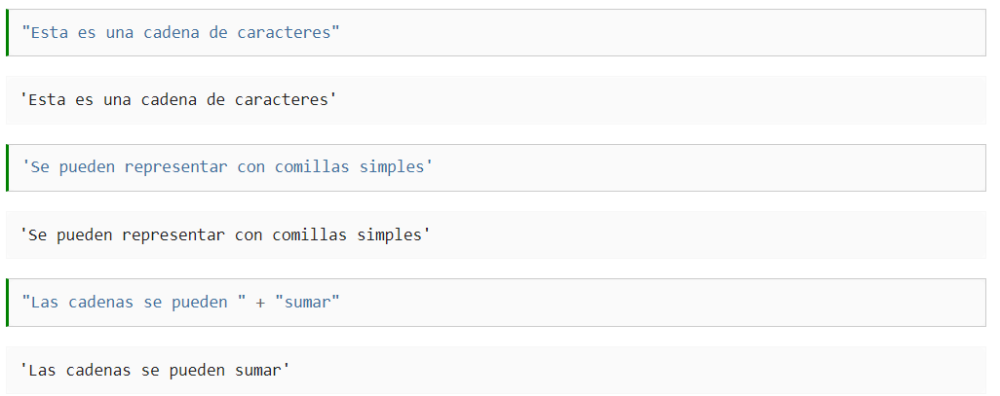 "Esta es una cadena de caracteres"
'Esta es una cadena de caracteres'
'Se pueden representar con comillas simples'
'Se pueden representar con comillas simples'
"Las cadenas se pueden " + "sumar"
'Las cadenas se pueden sumar'